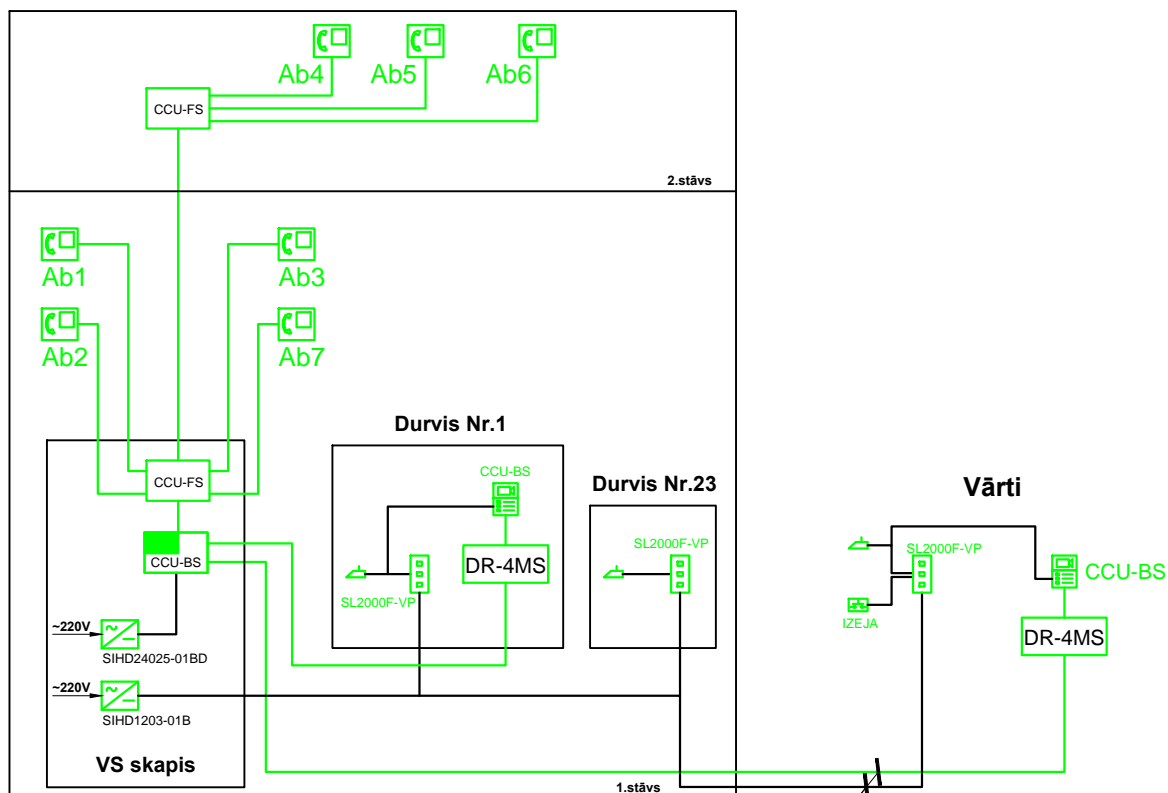 Ab4
Ab5
Ab6
CCU-FS
2.stāvs
Ab1
Ab3
Ab2
Ab7
Durvis Nr.1
CCU-BS
Durvis Nr.23
Vārti
CCU-FS
CCU-BS
DR-4MS
SL2000F-VP
SL2000F-VP
SL2000F-VP
CCU-BS
IZEJA
DR-4MS
~220V
SIHD24025-01BD
~220V
SIHD1203-01B
VS skapis
1.stāvs